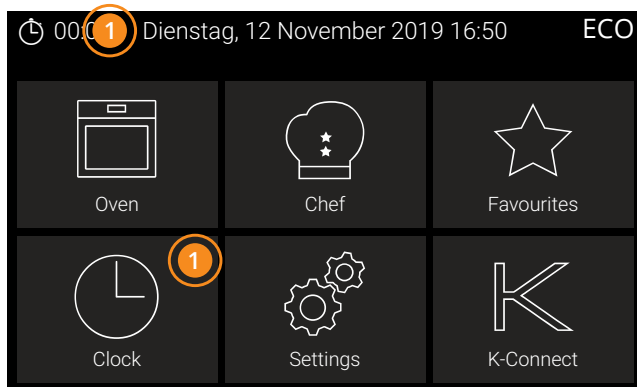 00:0 1 Dienstag, 12 November 2019 16:50 ECO
Oven Chef Favourites
1
Clock Settings K-Connect